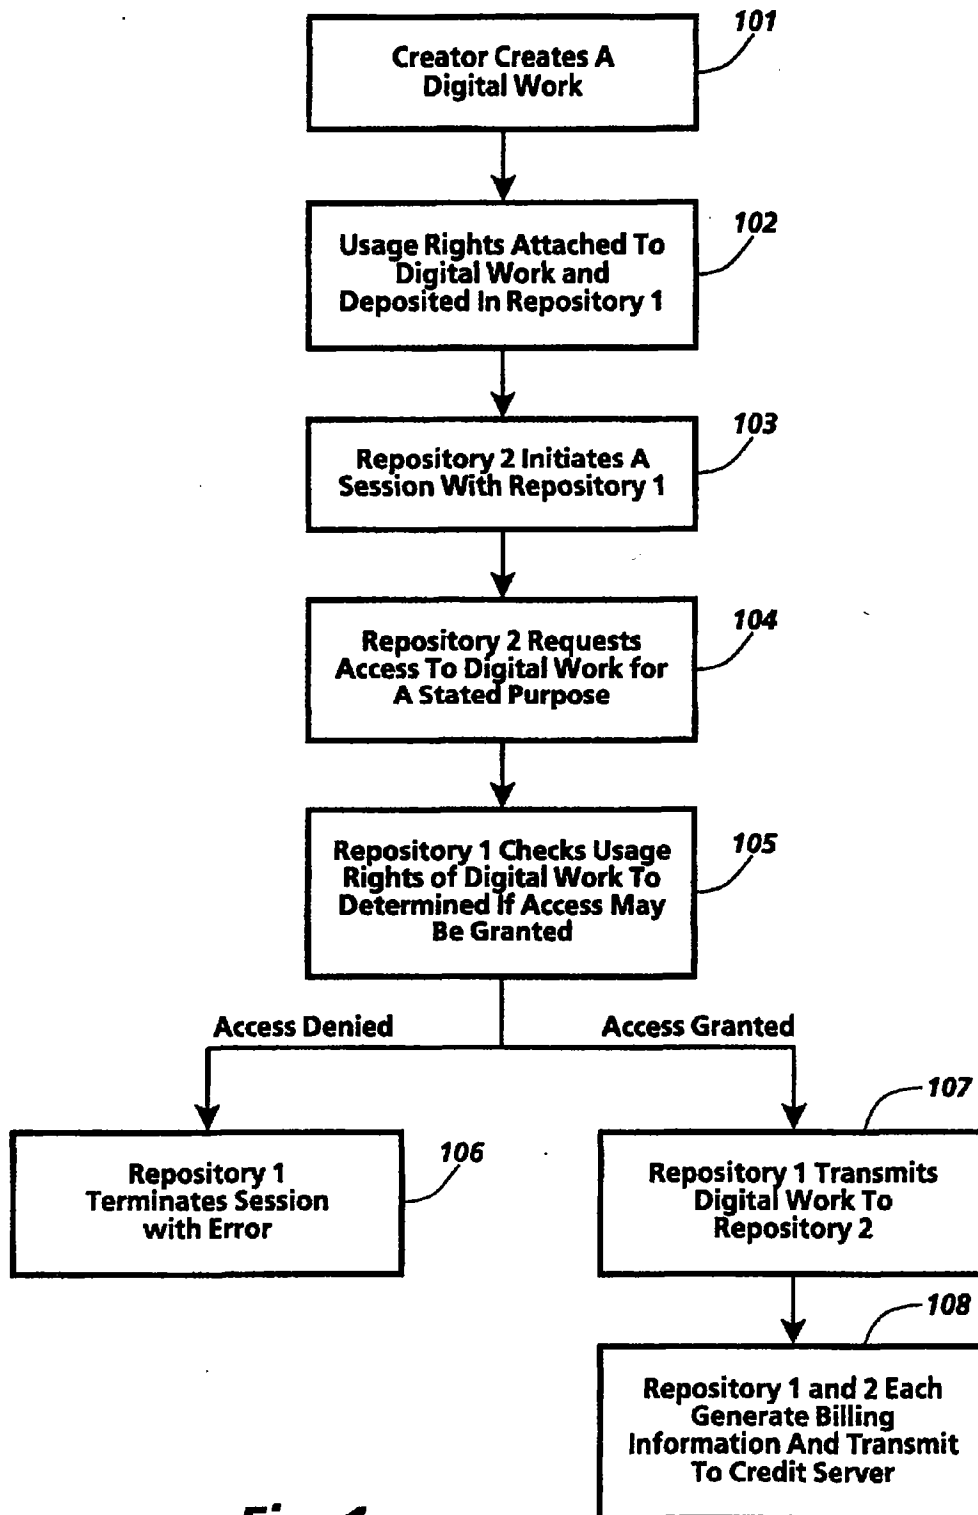 101
Creator Creates A
Digital Work
102
Usage Rights Attached To
Digital Work and
Deposited In Repository 1
103
Repository 2 Initiates A
Session With Repository 1
104
Repository 2 Requests
Access To Digital Work for
A Stated Purpose
105
Repository 1 Checks Usage
Rights of Digital Work To
Determined If Access May
Be Granted
Access Denied
Access Granted
106
Repository 1
Terminates Session
with Error
107
Repository 1 Transmits
Digital Work To
Repository 2
108
Repository 1 and 2 Each
Generate Billing
Information And Transmit
To Credit Server